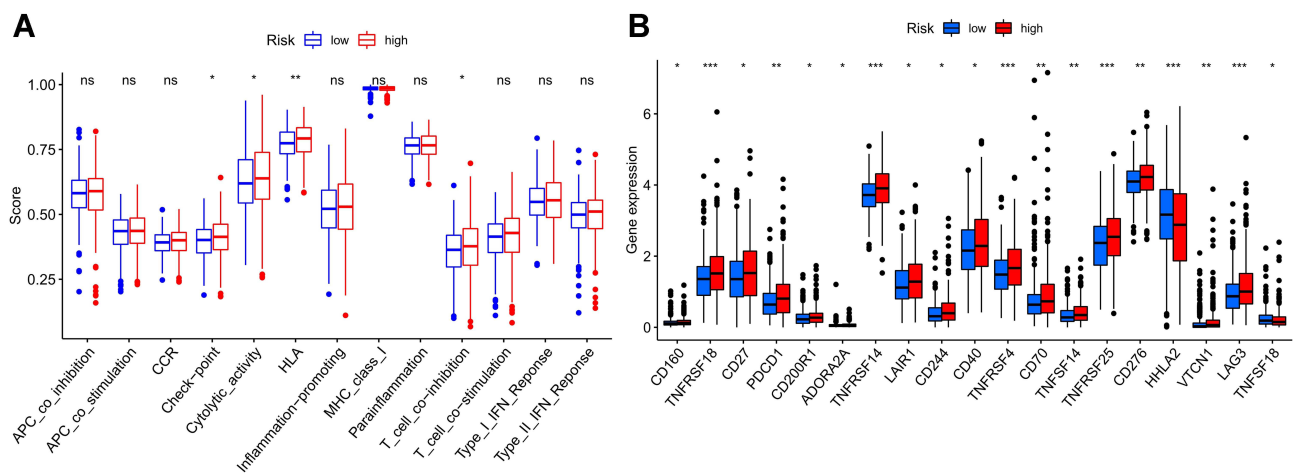 A
Risk low high
ns ns ns * * ** ns ns ns * ns ns ns
1.00
0.75
0.50
0.25
Score
APC_co_inhibition
APC_co_stimulation
CCR
Check−point
Cytolytic_activity
HLA
Inflammation−promoting
MHC_class_I
Parainflammation
T_cell_co−inhibition
T_cell_co−stimulation
Type_I_IFN_Reponse
Type_II_IFN_Reponse
B
Risk low high
* *** * ** * * *** * * *** ** ** *** ** *** ** *** *
6
4
2
0
Gene expression
CD160
TNFRSF18
CD27
PDCD1
CD200R1
ADORA2A
TNFRSF14
LAIR1
CD244
CD40
TNFRSF4
CD70
TNFSF14
TNFRSF25
CD276
HHLA2
VTCN1
LAG3
TNFSF18